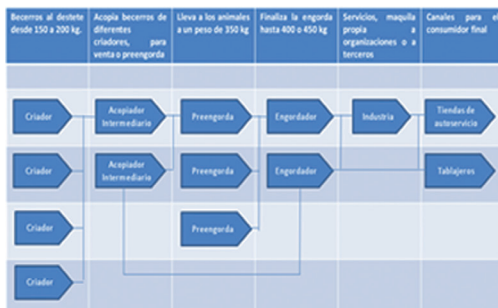 Becerros al destete
desde 150 a 200 kg.
Acopia becerros de
diferentes
criadores, para
venta o preengorda
Lleva a los animales
a un peso de 350 kg
Finaliza la engorda
hasta 400 o 450 kg
Servicios, maquila
propia a
organizaciones o a
terceros
Canales para el
consumidor final
Criador
Acopiador
Intermediario
Preengorda
Engordador
Industria
Tiendas de
autoservicio
Criador
Acopiador
Intermediario
Preengorda
Engordador
Tablajeros
Criador
Preengorda
Criador